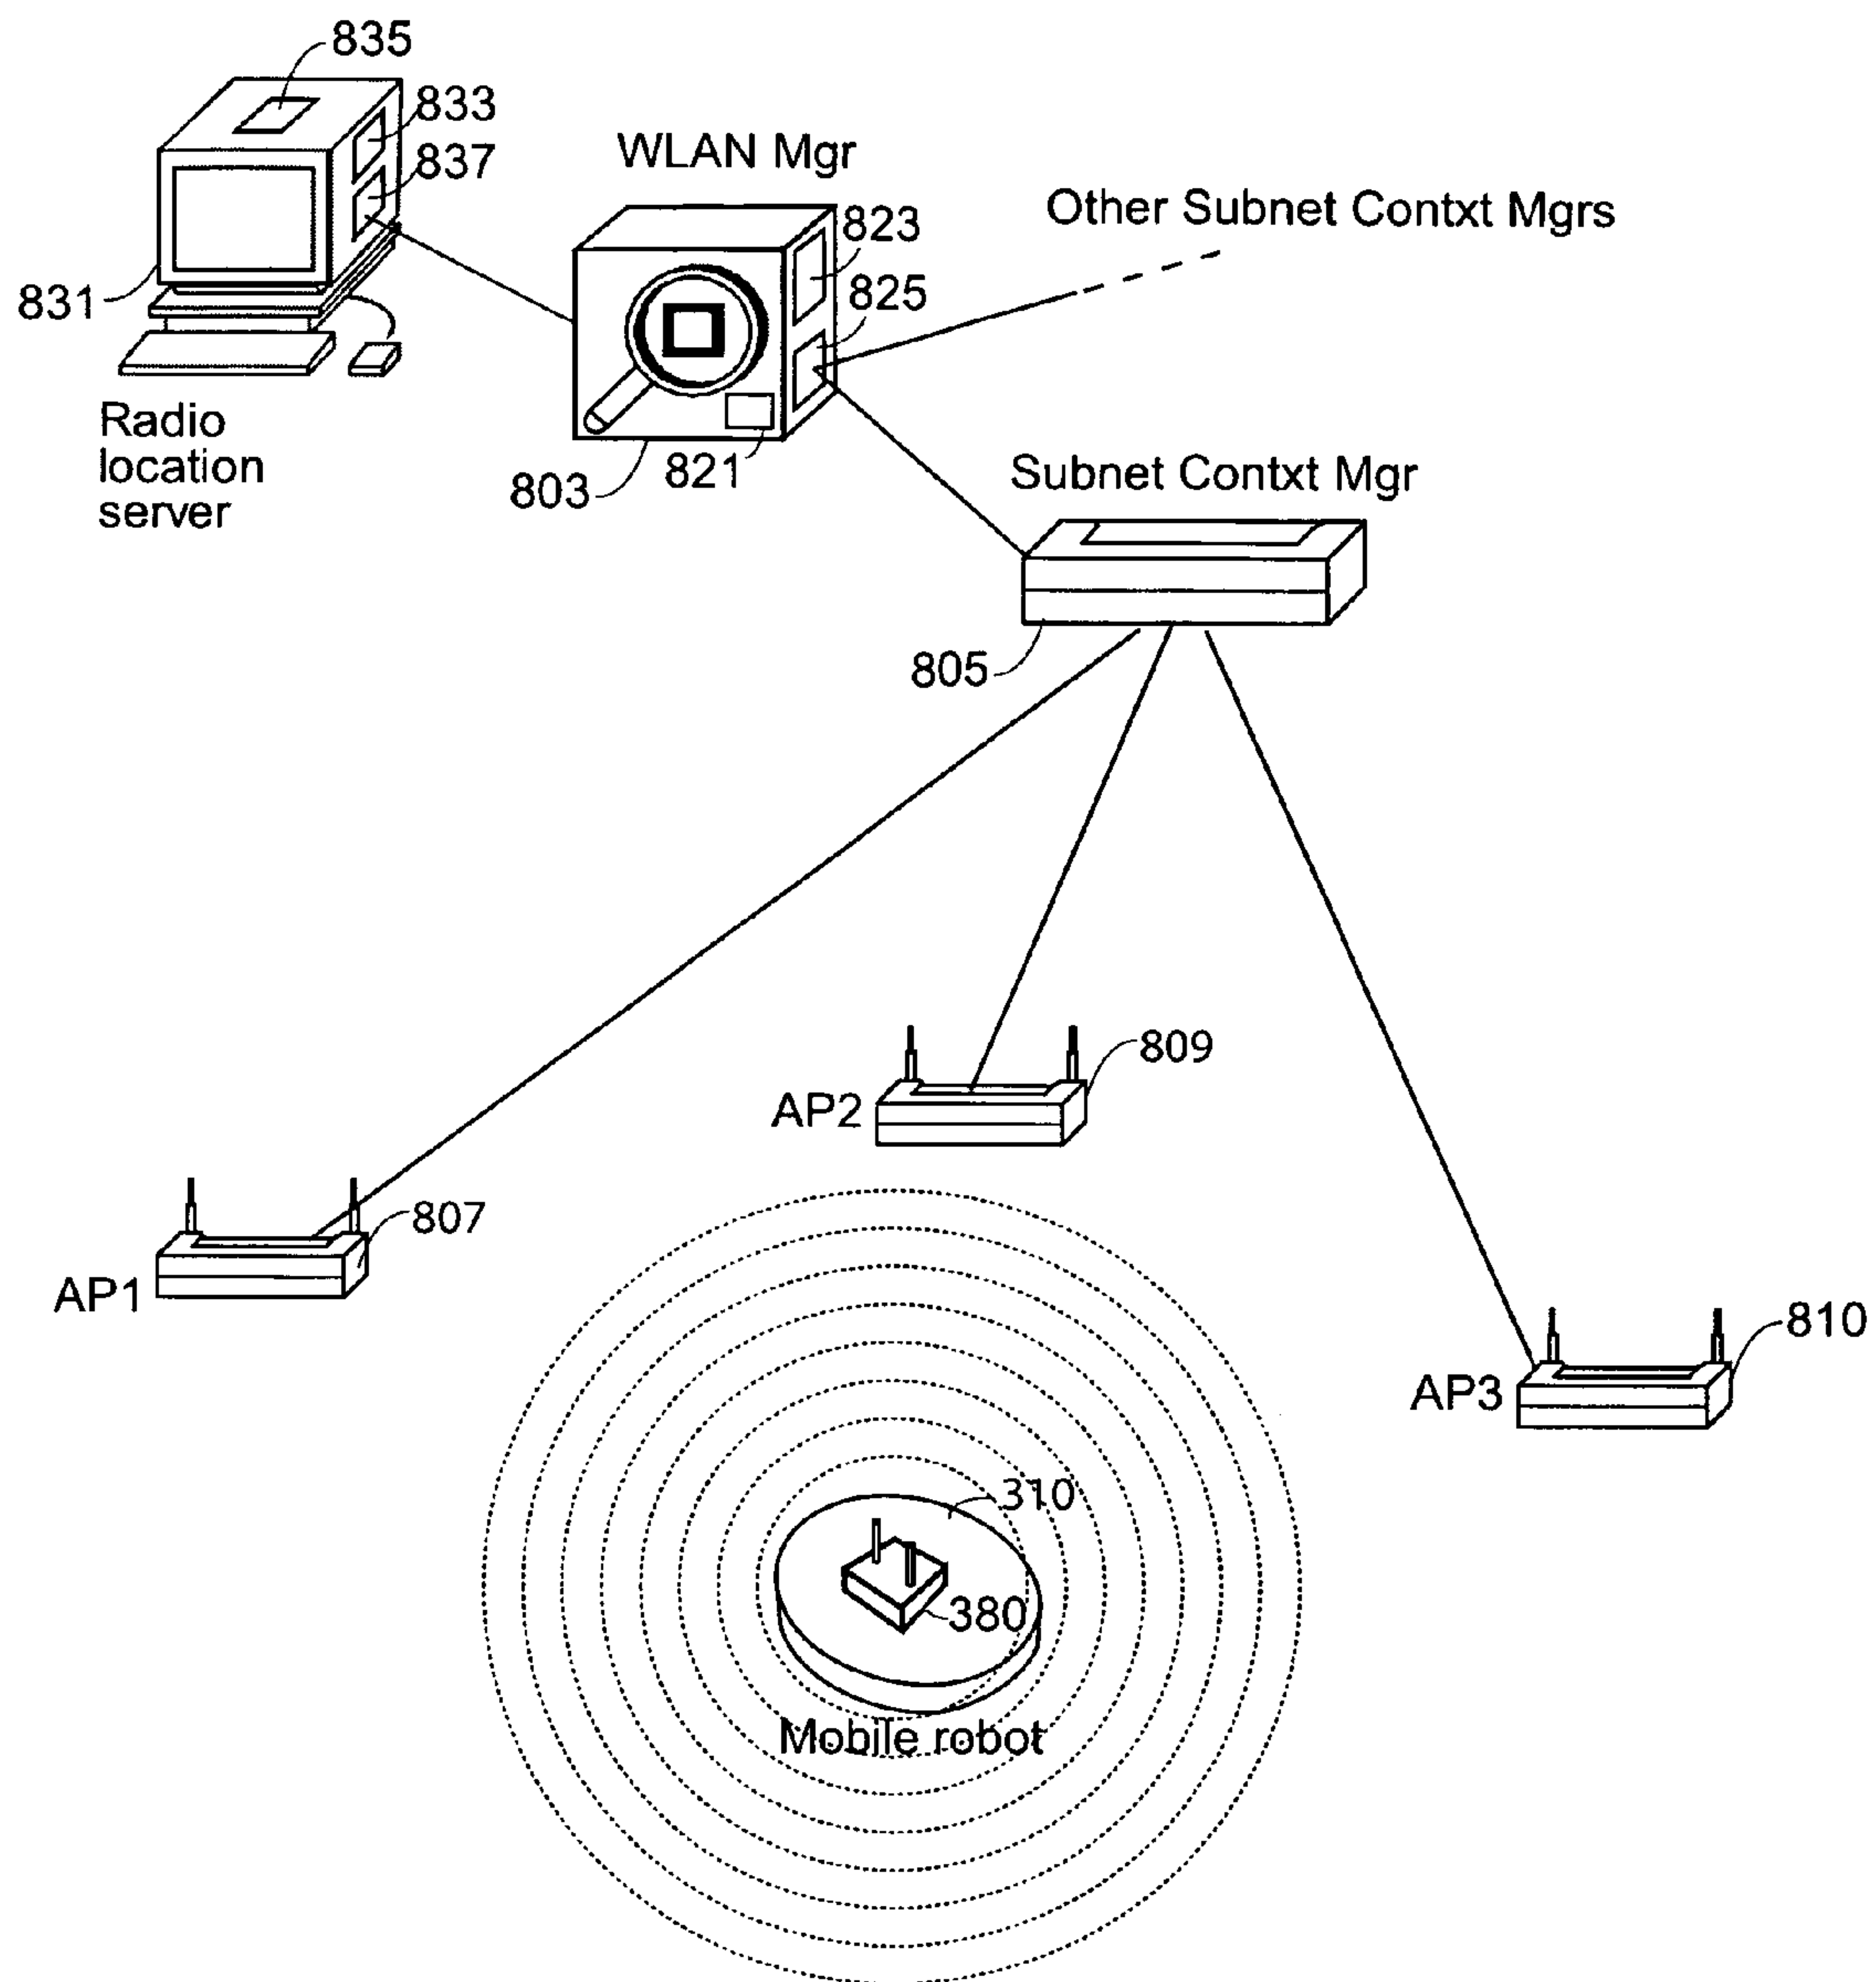 835
833
WLAN Mgr
837
Other Subnet Contxt Mgrs
823
825
831
Radio
location
server
803
821
Subnet Contxt Mgr
805
809
AP2
807
AP1
810
AP3
310
380
Mobile robot